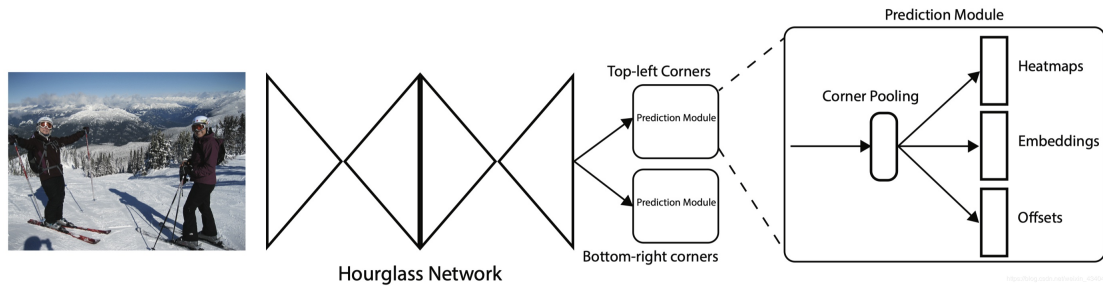 Prediction Module
Top-left Corners
Prediction Module
Corner Pooling
Heatmaps
Embeddings
Offsets
Prediction Module
Bottom-right corners
Hourglass Network